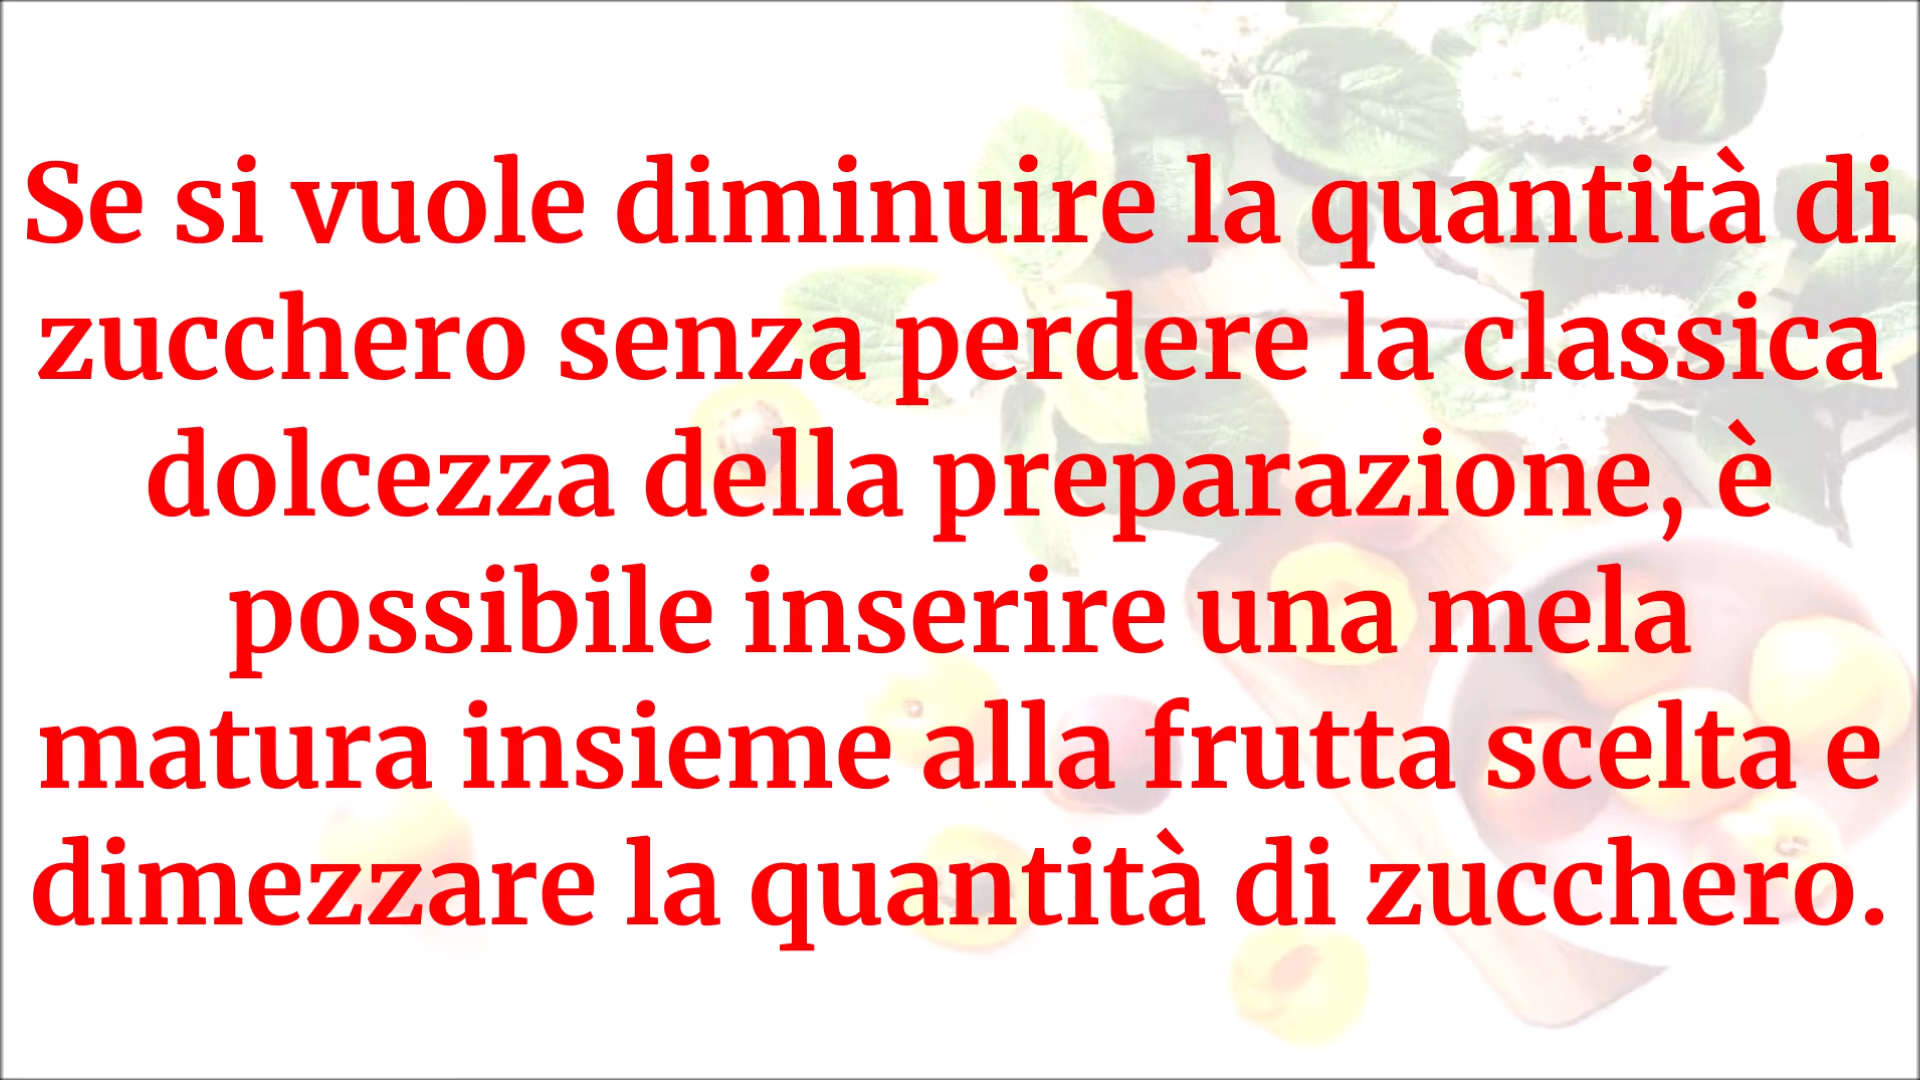 Se si vuole diminuire la quantità di
zucchero senza perdere la classica
dolcezza della preparazione, è
possibile inserire una mela
matura insieme alla frutta scelta e
dimezzare la quantità di zucchero.